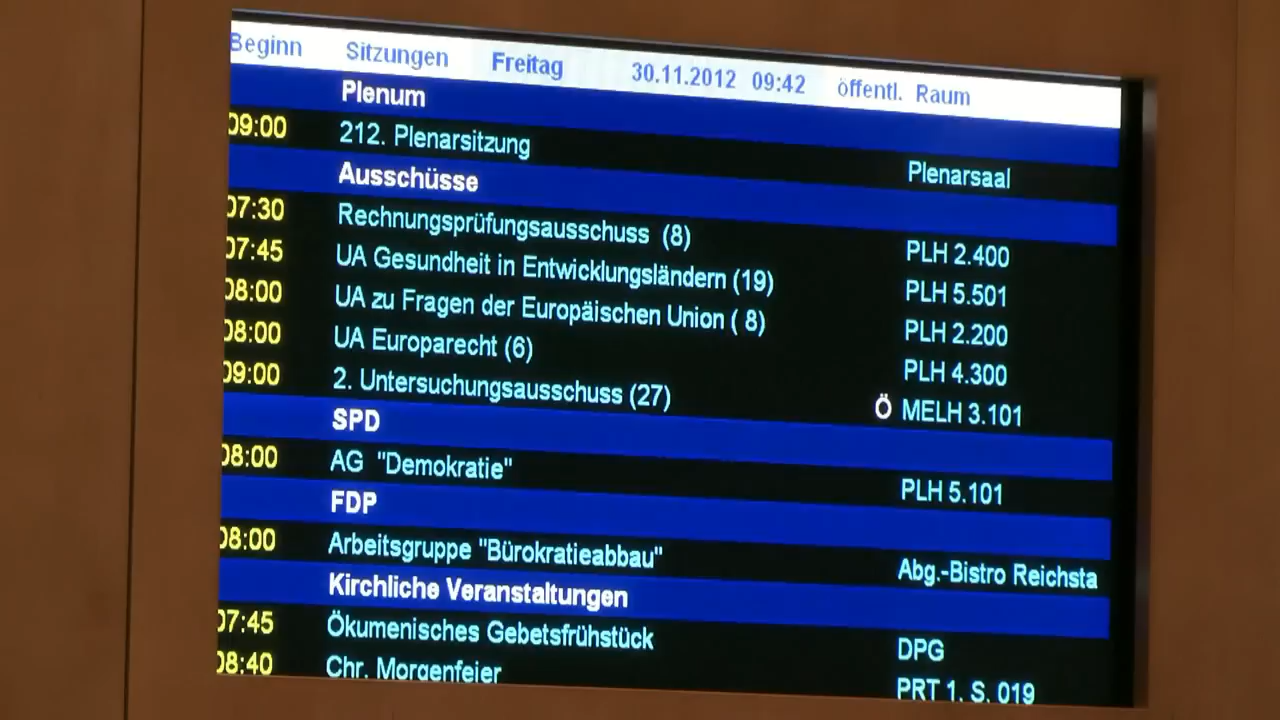 Beginn Sitzungen Freitag 30.11.2012 09:42 öffentl. Raum
Plenum
09:00 212. Plenarsitzung Plenarsaal
Ausschüsse
07:30 Rechnungsprüfungsausschuss (8) PLH 2.400
07:45 UA Gesundheit in Entwicklungsländern (19) PLH 5.501
08:00 UA zu Fragen der Europäischen Union ( 8) PLH 2.200
08:00 UA Europarecht (6) PLH 4.300
09:00 2. Untersuchungsausschuss (27) Ö MELH 3.101
SPD
08:00 AG "Demokratie" PLH 5.101
FDP
08:00 Arbeitsgruppe "Bürokratieabbau" Abg.-Bistro Reichsta
Kirchliche Veranstaltungen
07:45 Ökumenisches Gebetsfrühstück DPG
08:40 Chr. Morgenfeier PRT 1. S. 019